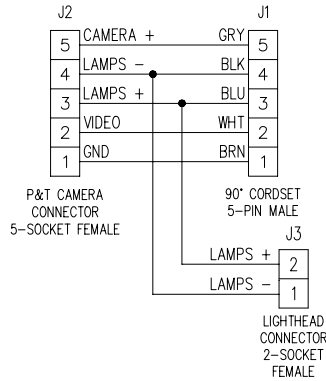 J2 J1
5 CAMERA + GRY 5
4 LAMPS - BLK 4
3 LAMPS + BLU 3
2 VIDEO WHT 2
1 GND BRN 1
P&T CAMERA
CONNECTOR
5-SOCKET FEMALE
90° CORDSET
5-PIN MALE
J3
LAMPS + 2
LAMPS - 1
LIGHTHEAD
CONNECTOR
2-SOCKET
FEMALE